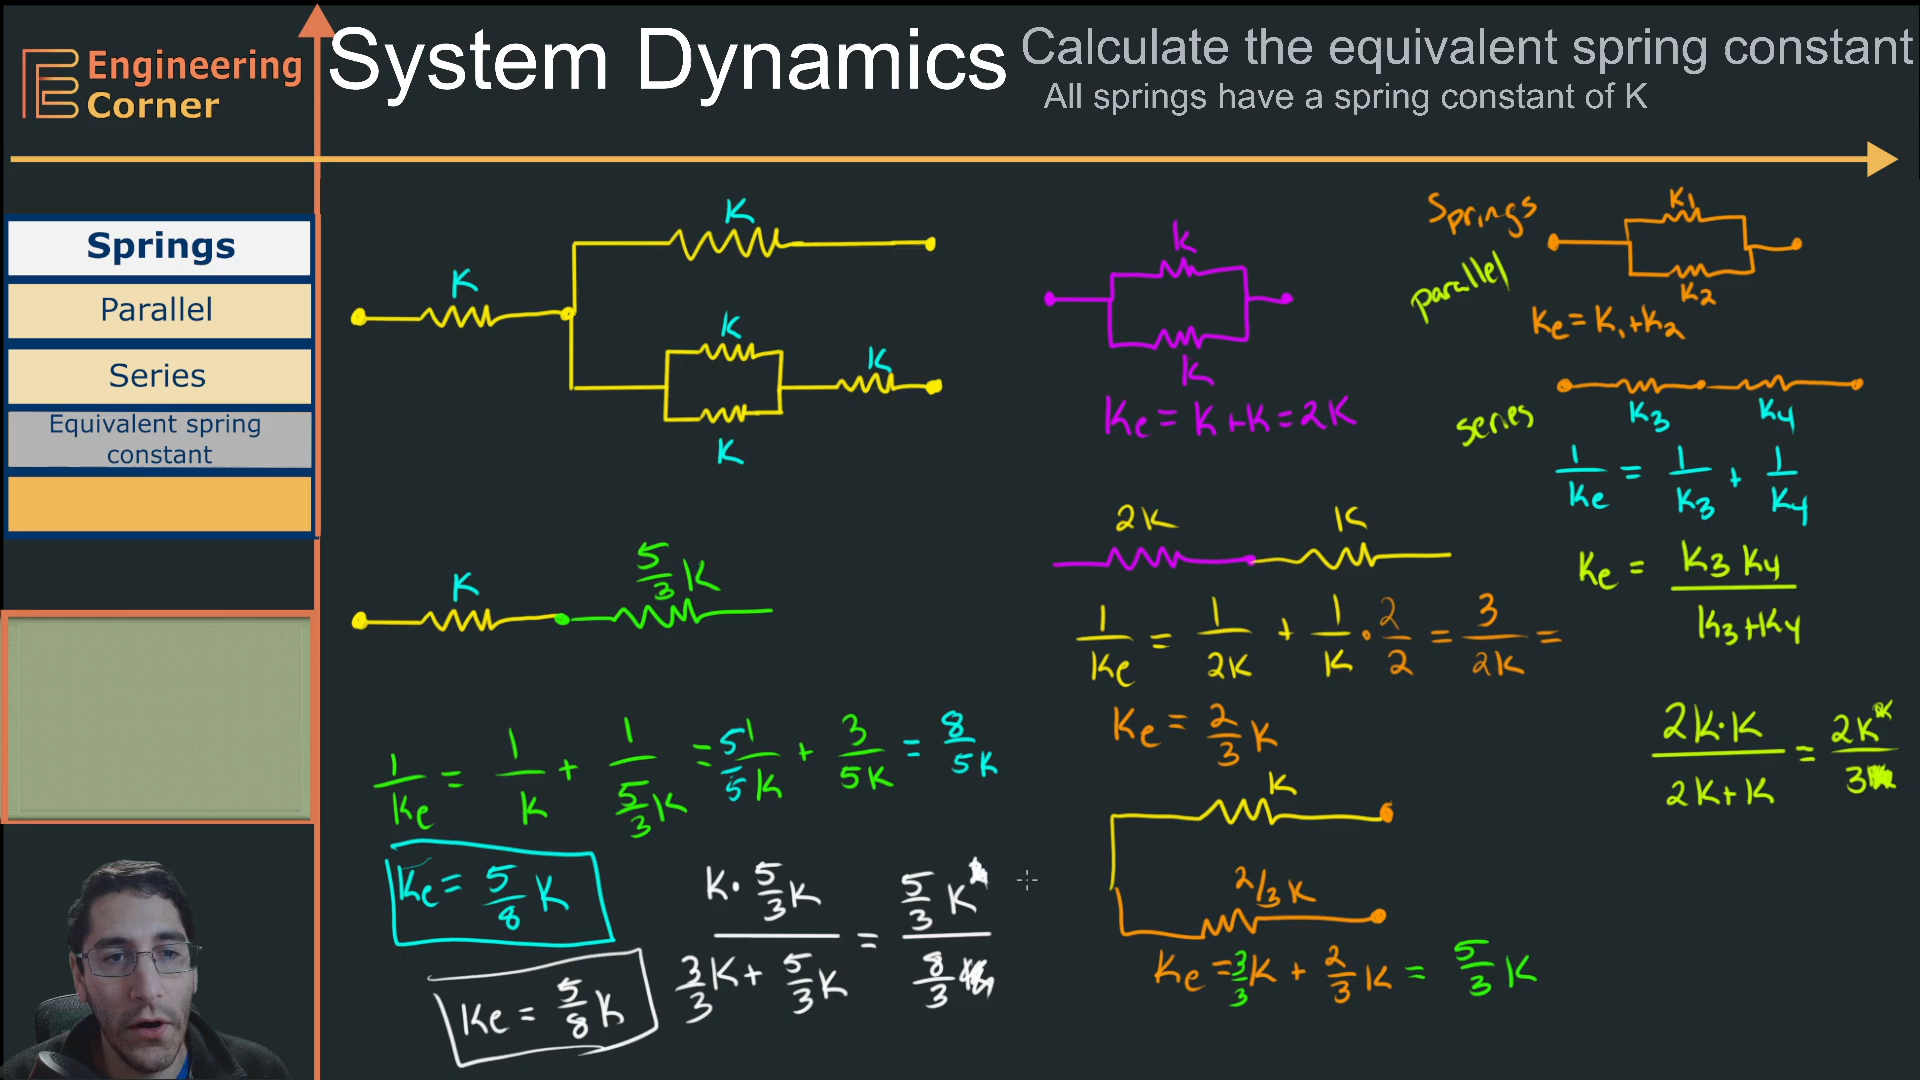 Engineering
Corner
System Dynamics
Calculate the equivalent spring constant
All springs have a spring constant of K
Springs
Parallel
Series
Equivalent spring
constant
K
K
K
K
K
K
5/3 K
1/Ke = 1/K + 1/(5/3 K) = 5/5 1/K + 3/5K = 8/5K
Ke = 5/8 K
K · 5/3 K / (3/3 K + 5/3 K) = 5/3 K / 8/3
Ke = 5/8 K
K
K
Ke = K + K = 2K
2K
K
1/Ke = 1/2K + 1/K · 2/2 = 3/2K =
Ke = 2/3 K
K
2/3 K
Ke = 3/3 K + 2/3 K = 5/3 K
Springs
K1
parallel
K2
Ke = K1 + K2
series
K3
K4
1/Ke = 1/K3 + 1/K4
Ke = K3 K4 / (K3 + K4)
2K · K / (2K + K) = 2K / 3